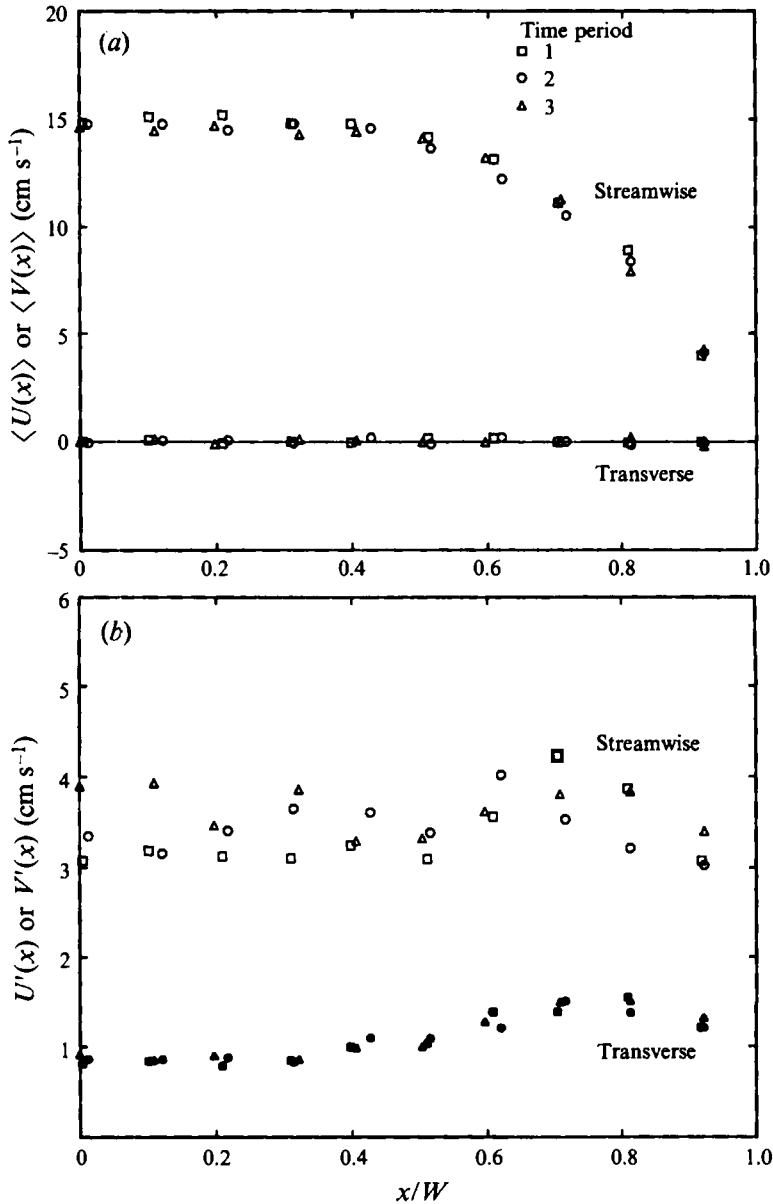 (a)
Time period
1
2
3
20
15
10
5
0
−5
⟨U(x)⟩ or ⟨V(x)⟩ (cm s⁻¹)
Streamwise
Transverse
0
0.2
0.4
0.6
0.8
1.0
(b)
6
5
4
3
2
1
U'(x) or V'(x) (cm s⁻¹)
Streamwise
Transverse
0
0.2
0.4
0.6
0.8
1.0
x/W